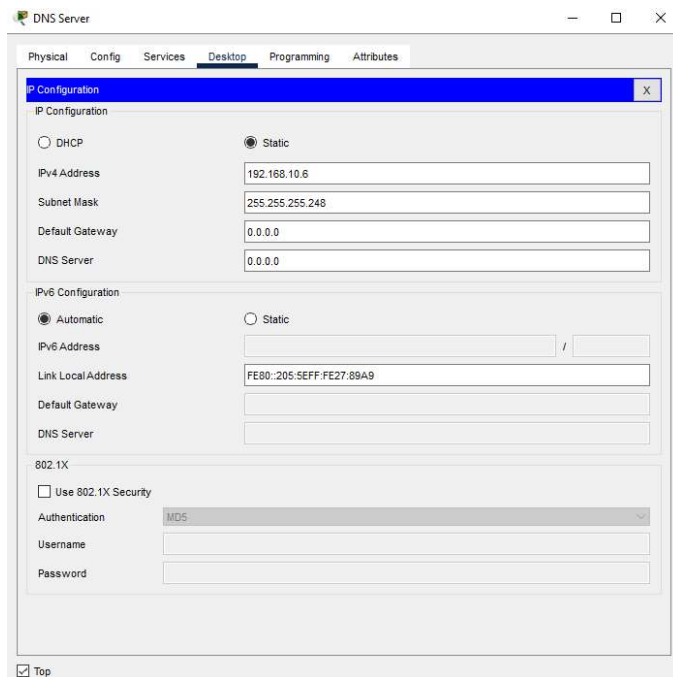 DNS Server
Physical Config Services Desktop Programming Attributes
IP Configuration X
IP Configuration
DHCP Static
IPv4 Address 192.168.10.6
Subnet Mask 255.255.255.248
Default Gateway 0.0.0.0
DNS Server 0.0.0.0
IPv6 Configuration
Automatic Static
IPv6 Address /
Link Local Address FE80::205:5EFF:FE27:89A9
Default Gateway
DNS Server
802.1X
Use 802.1X Security
Authentication MD5
Username
Password
Top